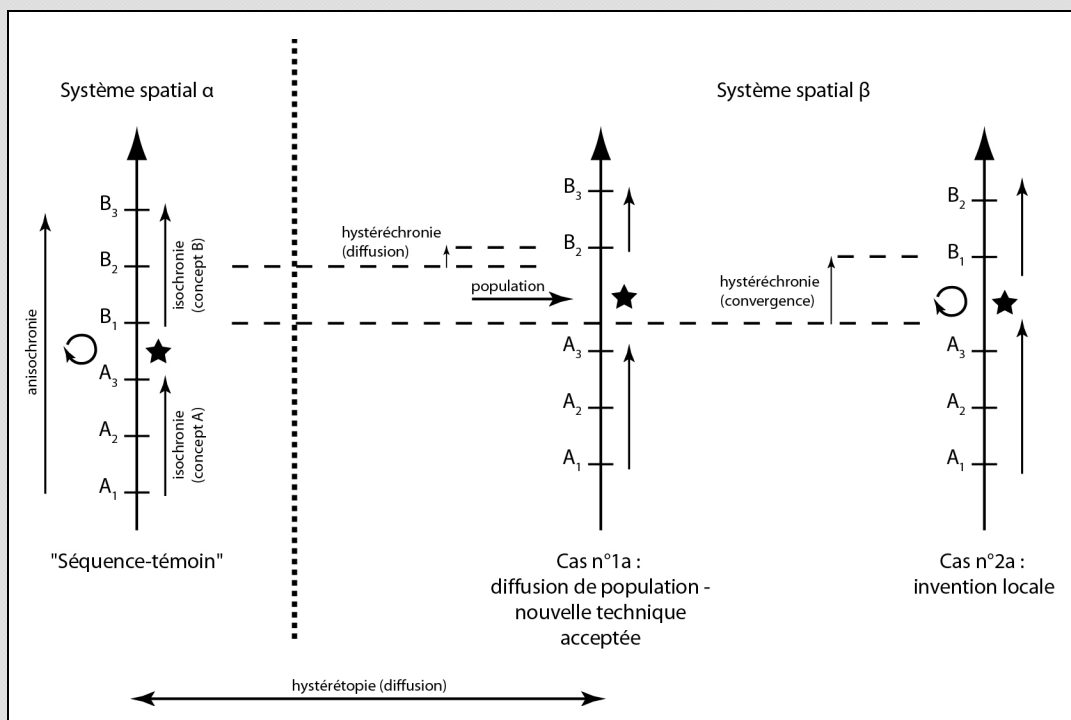 Système spatial α
Système spatial β
anisochronie
B3
B2
B1
A3
A2
A1
isochronie
(concept B)
isochronie
(concept A)
"Séquence-témoin"
hystéréchronie
(diffusion)
population
B3
B2
A3
A2
A1
Cas n°1a :
diffusion de population -
nouvelle technique
acceptée
hystéréchronie
(convergence)
B2
B1
A3
A2
A1
Cas n°2a :
invention locale
hystérétopie (diffusion)